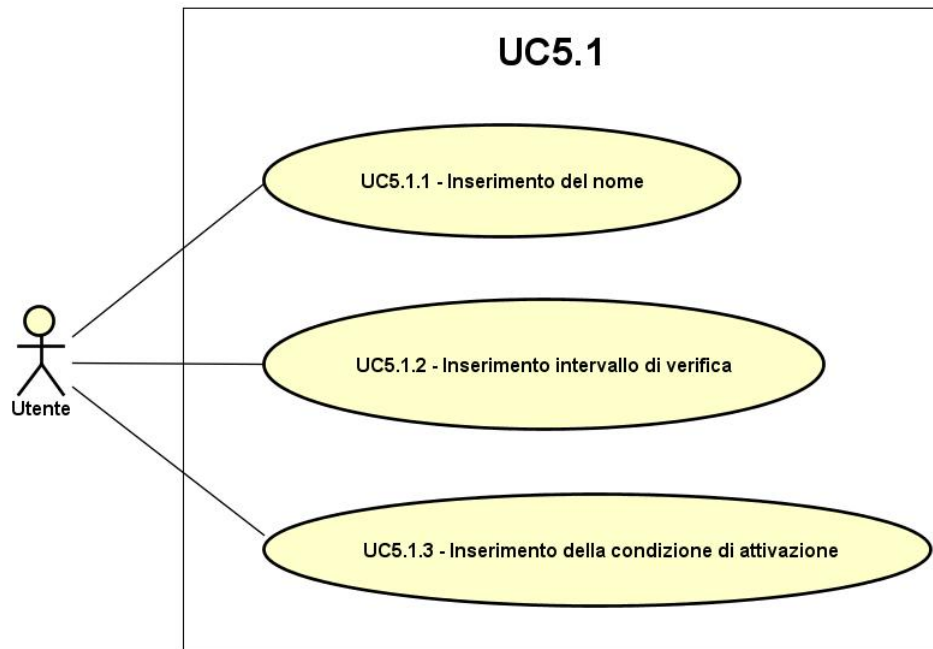 UC5.1
UC5.1.1 - Inserimento del nome
UC5.1.2 - Inserimento intervallo di verifica
Utente
UC5.1.3 - Inserimento della condizione di attivazione